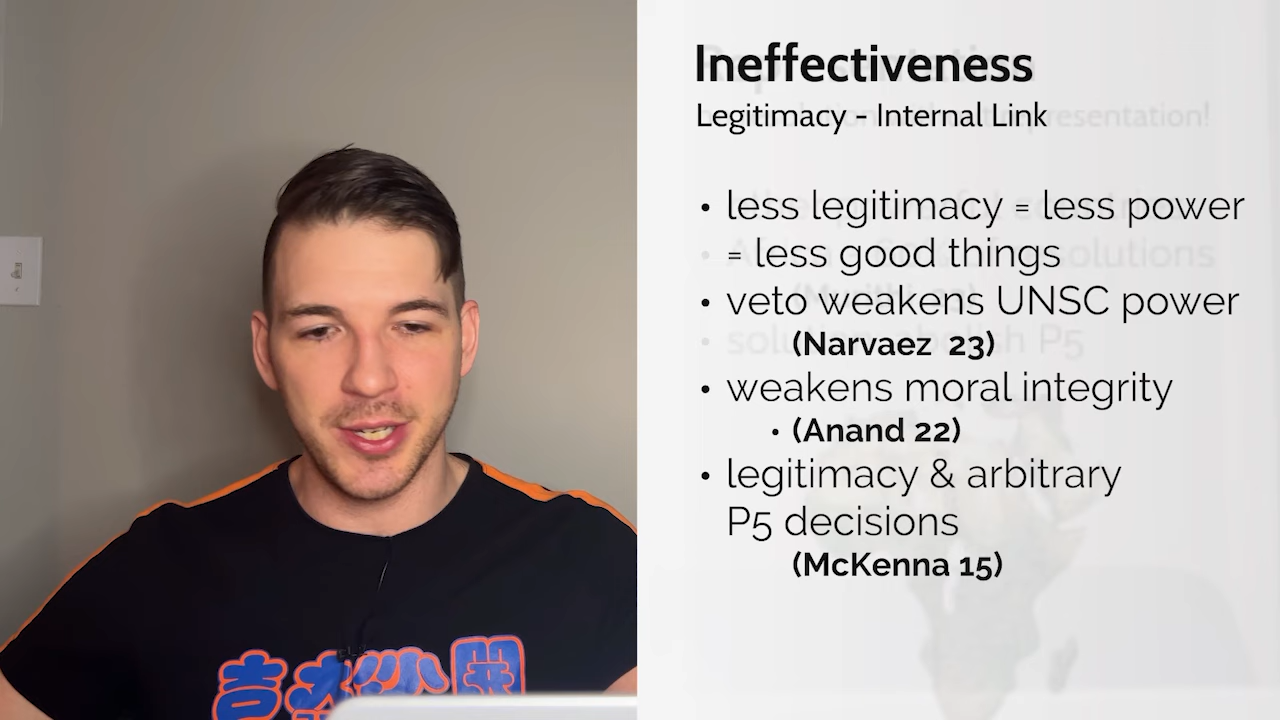 Ineffectiveness
Legitimacy - Internal Link
• less legitimacy = less power
= less good things
• veto weakens UNSC power
(Narvaez 23)
• weakens moral integrity
• (Anand 22)
• legitimacy & arbitrary
P5 decisions
(McKenna 15)